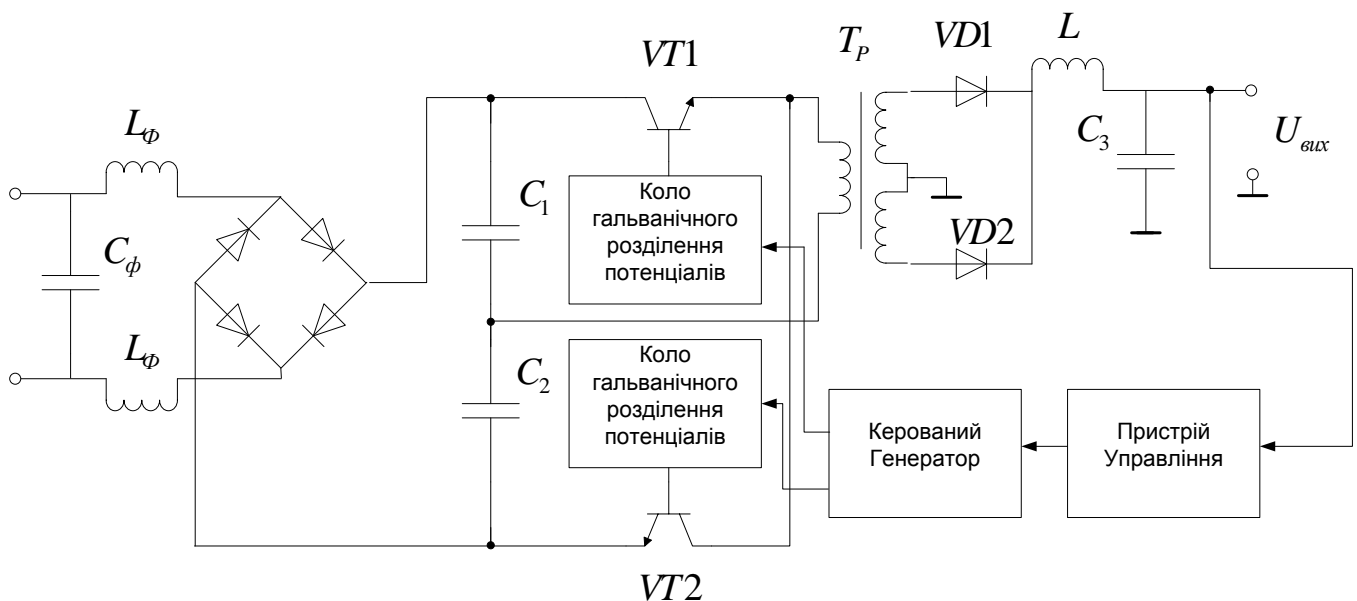 VT1
T_P
VD1
L
L_Ф
C_3
U_вих
C_1
Коло
гальванічного
розділення
потенціалів
C_ф
VD2
L_Ф
C_2
Коло
гальванічного
розділення
потенціалів
Керований
Генератор
Пристрій
Управління
VT2